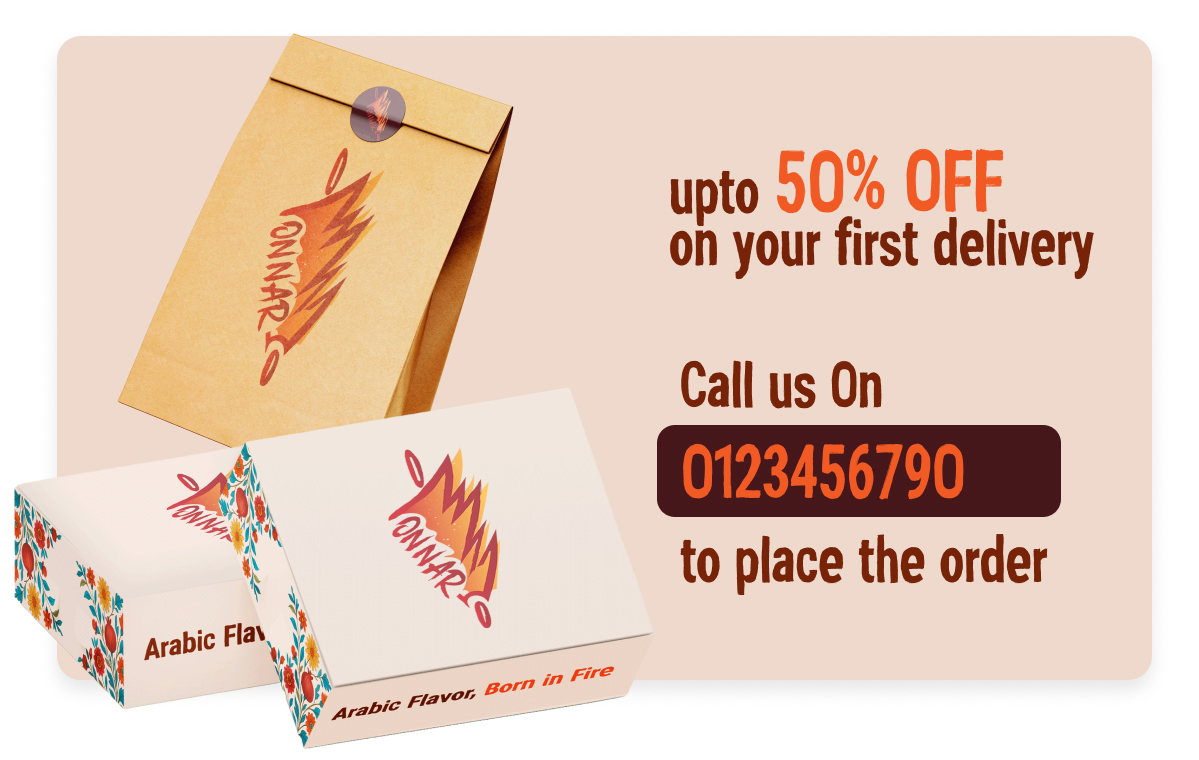 ONNAR
upto 50% OFF
on your first delivery
Call us On
0123456790
to place the order
ONNAR
ONNAR
Arabic Flav
Arabic Flavor, Born in Fire